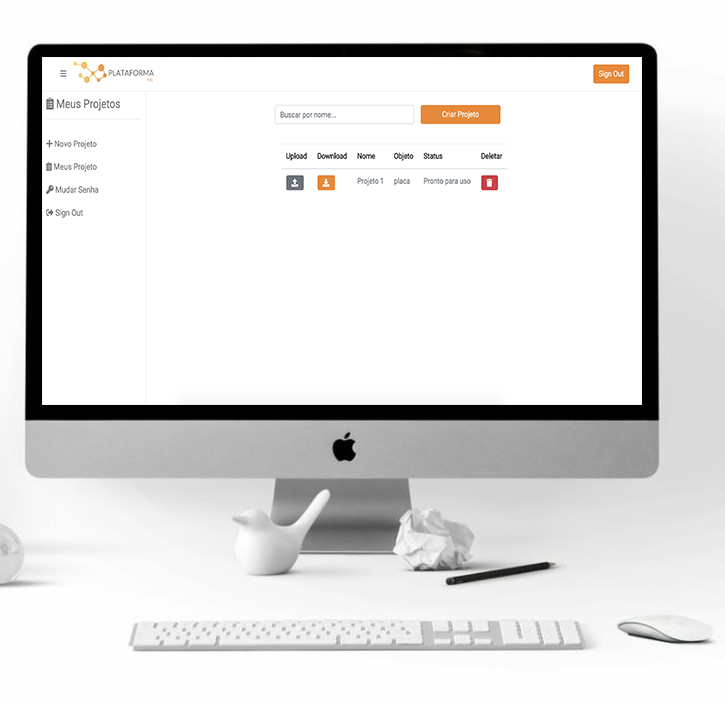 ☰ PLATAFORMA
ML
Sign Out
Meus Projetos
Novo Projeto
Meus Projeto
Mudar Senha
Sign Out
Buscar por nome...
Criar Projeto
Upload Download Nome Objeto Status Deletar
Projeto 1 placa Pronto para uso